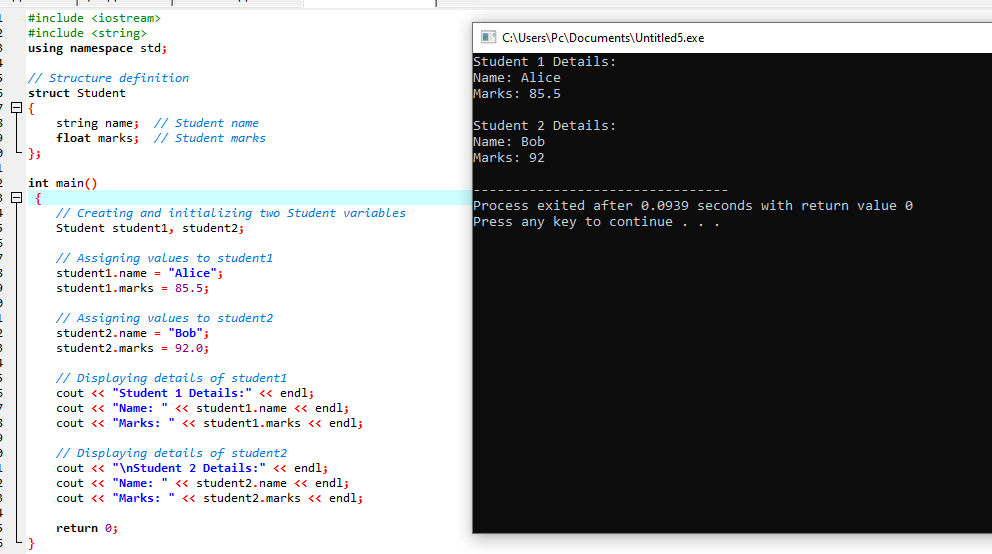 #include <iostream>
#include <string>
using namespace std;
// Structure definition
struct Student
{
string name; // Student name
float marks; // Student marks
};
int main()
{
// Creating and initializing two Student variables
Student student1, student2;
// Assigning values to student1
student1.name = "Alice";
student1.marks = 85.5;
// Assigning values to student2
student2.name = "Bob";
student2.marks = 92.0;
// Displaying details of student1
cout << "Student 1 Details:" << endl;
cout << "Name: " << student1.name << endl;
cout << "Marks: " << student1.marks << endl;
// Displaying details of student2
cout << "\nStudent 2 Details:" << endl;
cout << "Name: " << student2.name << endl;
cout << "Marks: " << student2.marks << endl;
return 0;
}
C:\Users\Pc\Documents\Untitled5.exe
Student 1 Details:
Name: Alice
Marks: 85.5
Student 2 Details:
Name: Bob
Marks: 92
--------------------------------
Process exited after 0.0939 seconds with return value 0
Press any key to continue . . .